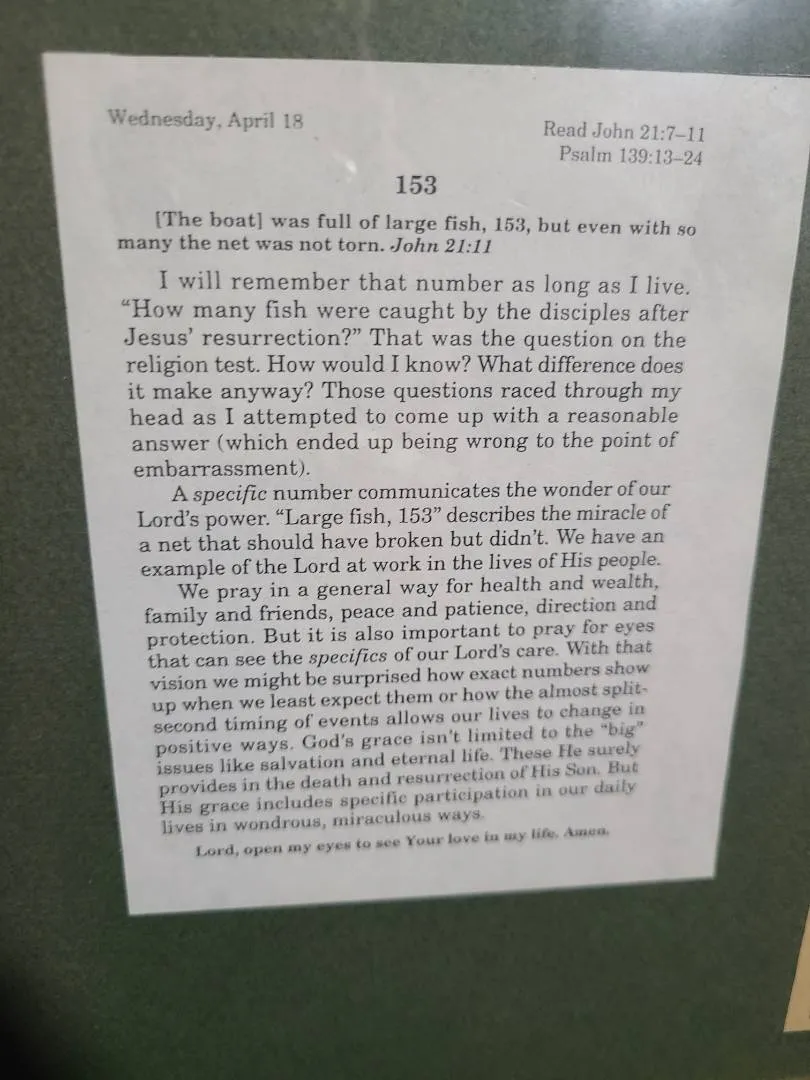 Wednesday, April 18
Read John 21:7–11
Psalm 139:13–24
153
[The boat] was full of large fish, 153, but even with so
many the net was not torn. John 21:11
I will remember that number as long as I live.
“How many fish were caught by the disciples after
Jesus’ resurrection?” That was the question on the
religion test. How would I know? What difference does
it make anyway? Those questions raced through my
head as I attempted to come up with a reasonable
answer (which ended up being wrong to the point of
embarrassment).
A specific number communicates the wonder of our
Lord’s power. “Large fish, 153” describes the miracle of
a net that should have broken but didn’t. We have an
example of the Lord at work in the lives of His people.
We pray in a general way for health and wealth,
family and friends, peace and patience, direction and
protection. But it is also important to pray for eyes
that can see the specifics of our Lord’s care. With that
vision we might be surprised how exact numbers show
up when we least expect them or how the almost split-
second timing of events allows our lives to change in
positive ways. God’s grace isn’t limited to the “big”
issues like salvation and eternal life. These He surely
provides in the death and resurrection of His Son. But
His grace includes specific participation in our daily
lives in wondrous, miraculous ways.
Lord, open my eyes to see Your love in my life. Amen.